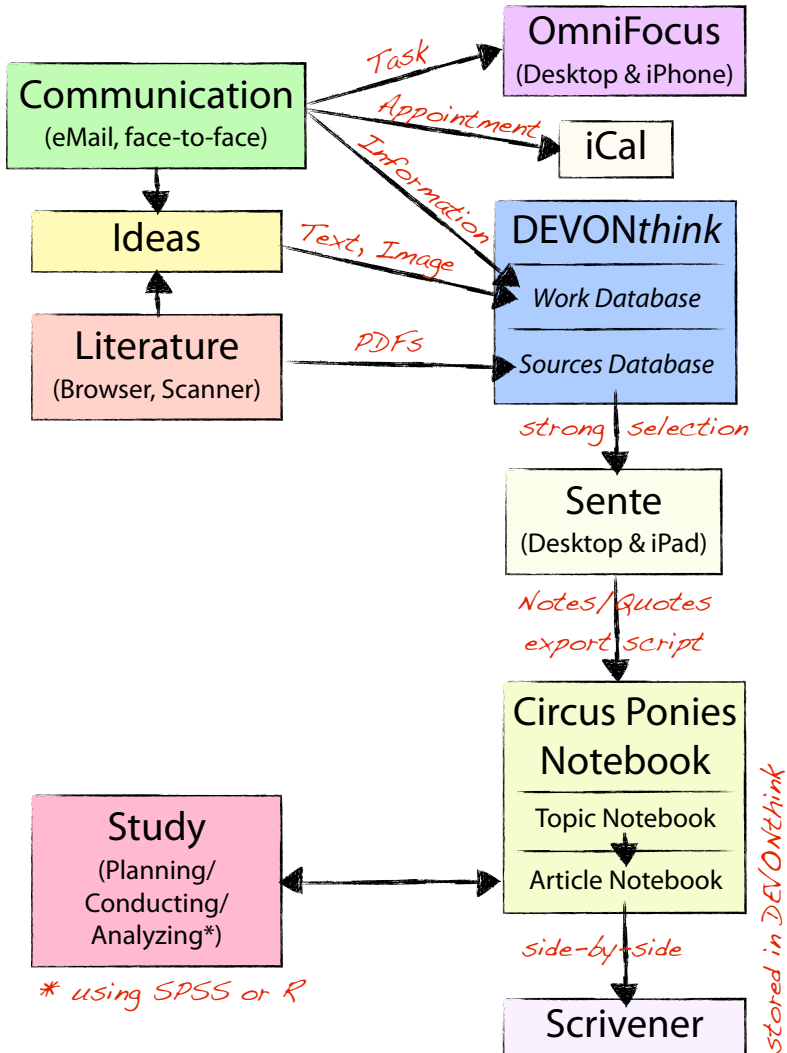 OmniFocus
(Desktop & iPhone)
Task
Communication
(eMail, face-to-face)
Appointment
iCal
Information
Ideas
Text, Image
DEVONthink
Work Database
Literature
(Browser, Scanner)
PDFs
Sources Database
strong selection
Sente
(Desktop & iPad)
Notes/Quotes
export script
Circus Ponies
Notebook
Topic Notebook
Article Notebook
Study
(Planning/
Conducting/
Analyzing*)
* using SPSS or R
side-by-side
stored in DEVONthink
Scrivener